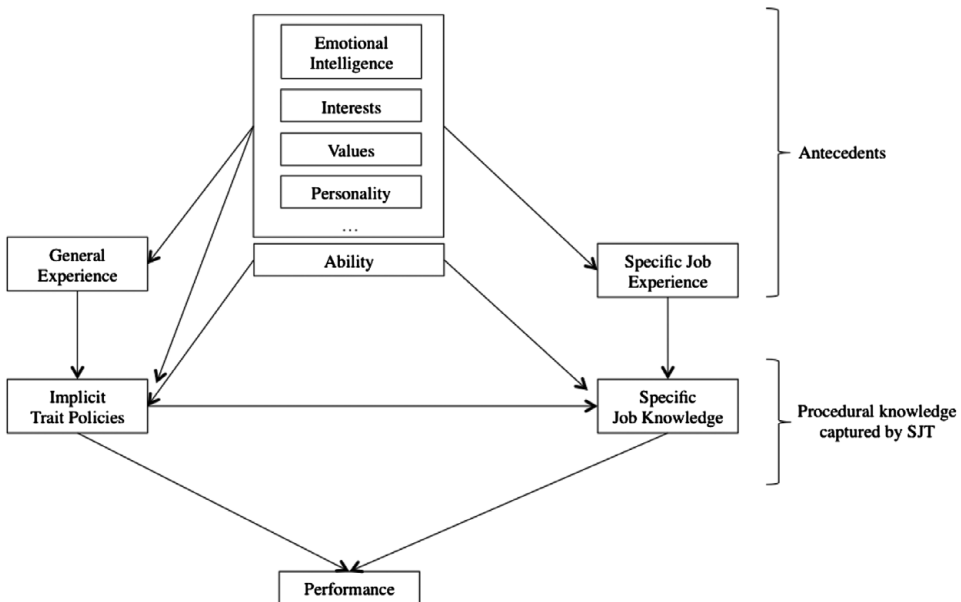 Emotional
Intelligence
Interests
Values
Personality
...
Ability
General
Experience
Specific Job
Experience
Antecedents
Implicit
Trait Policies
Specific
Job Knowledge
Procedural knowledge
captured by SJT
Performance